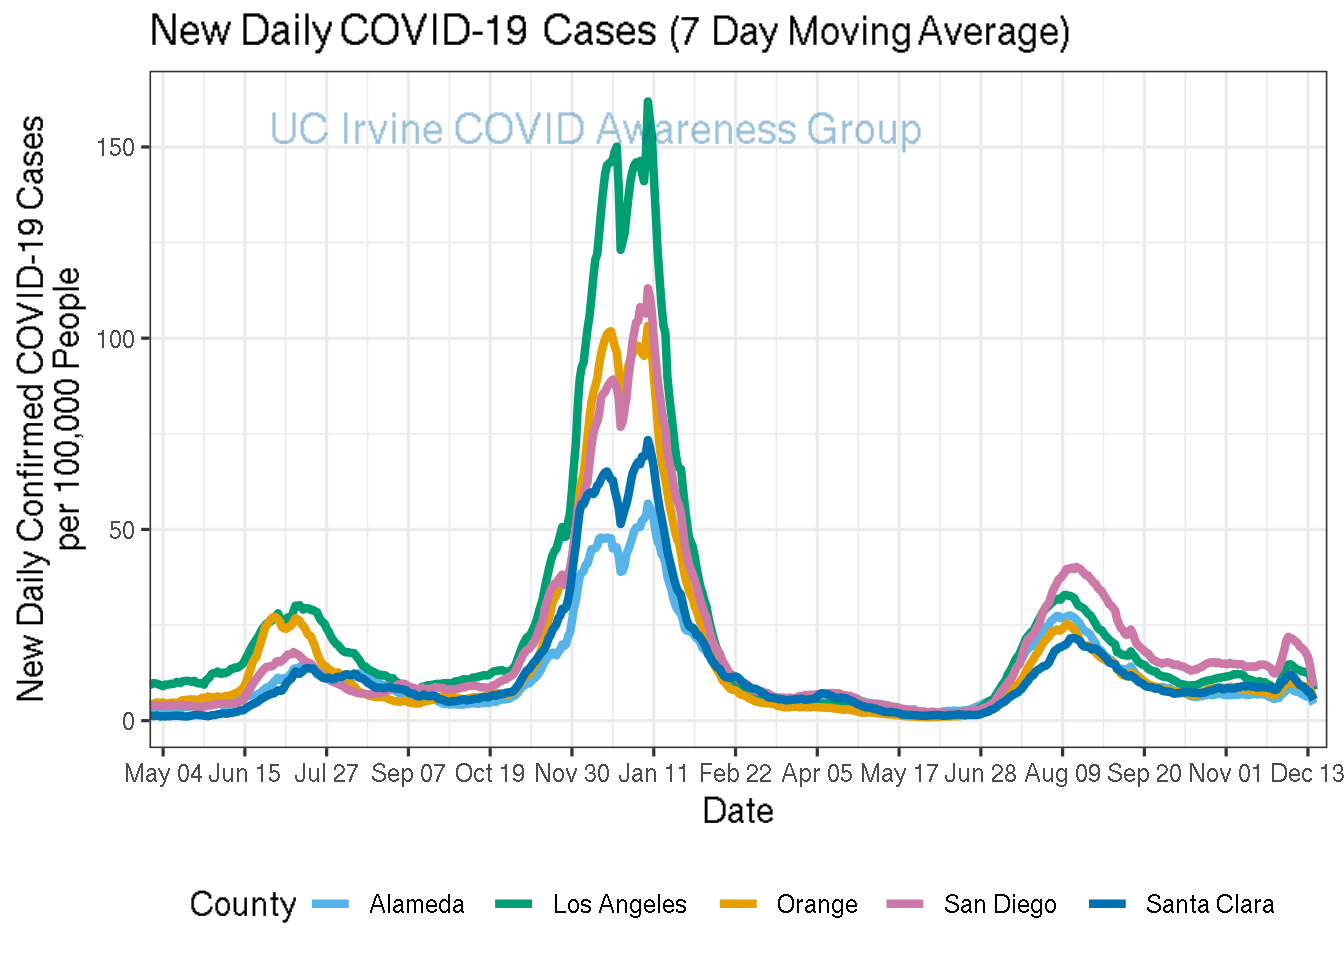 New Daily COVID-19 Cases (7 Day Moving Average)
UC Irvine COVID Awareness Group
New Daily Confirmed COVID-19 Cases
per 100,000 People
150
100
50
0
May 04 Jun 15 Jul 27 Sep 07 Oct 19 Nov 30 Jan 11 Feb 22 Apr 05 May 17 Jun 28 Aug 09 Sep 20 Nov 01 Dec 13
Date
County Alameda Los Angeles Orange San Diego Santa Clara